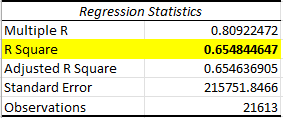 Regression Statistics
Multiple R 0.80922472
R Square 0.654844647
Adjusted R Square 0.654636905
Standard Error 215751.8466
Observations 21613